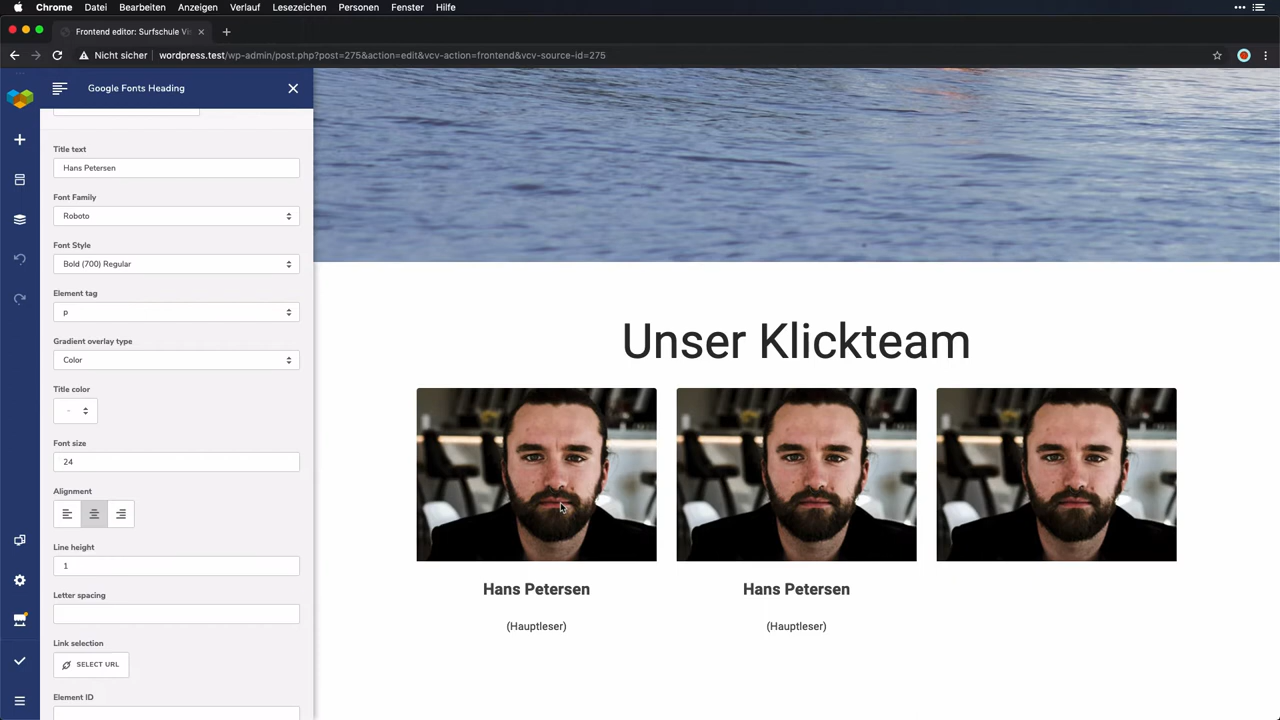 Chrome Datei Bearbeiten Anzeigen Verlauf Lesezeichen Personen Fenster Hilfe
Frontend editor: Surfschule Vi
Nicht sicher wordpress.test/wp-admin/post.php?post=275&action=edit&vcv-action=frontend&vcv-source-id=275
Google Fonts Heading
Title text
Hans Petersen
Font Family
Roboto
Font Style
Bold (700) Regular
Element tag
p
Gradient overlay type
Color
Title color
-
Font size
24
Alignment
Line height
1
Letter spacing
Link selection
SELECT URL
Element ID
Unser Klickteam
Hans Petersen Hans Petersen
(Hauptleser) (Hauptleser)